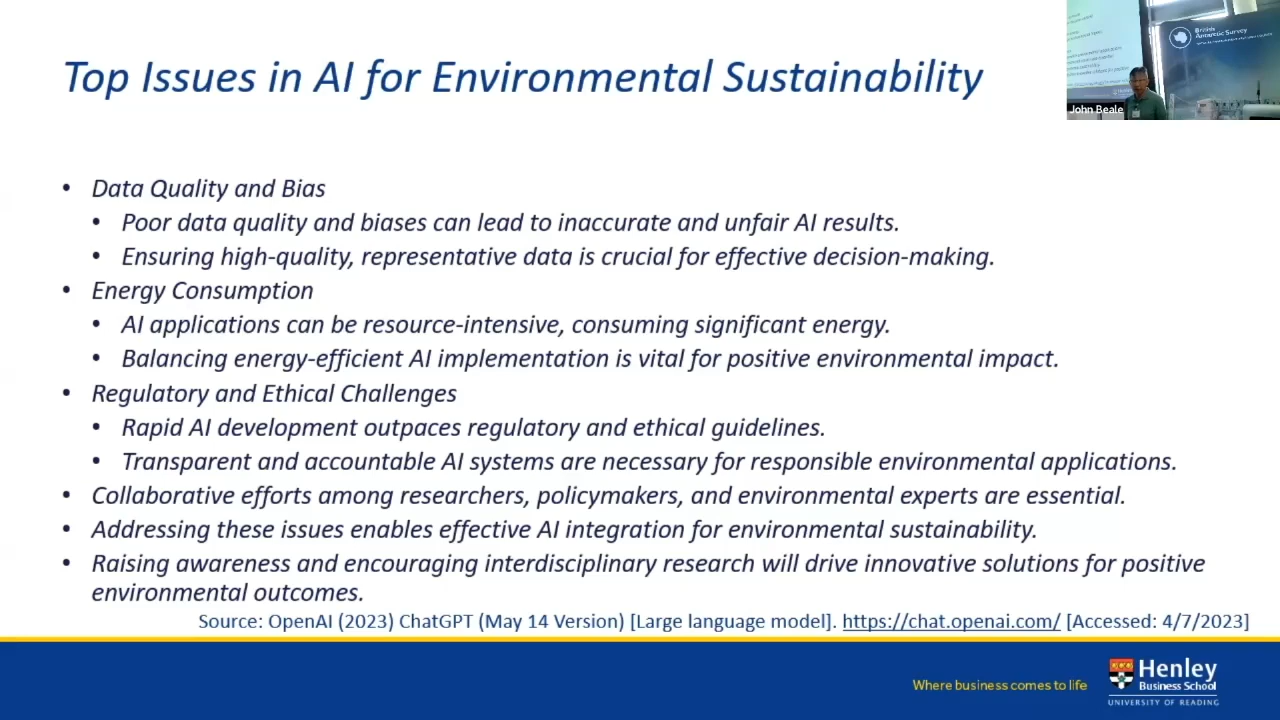 Top Issues in AI for Environmental Sustainability
British
Antarctic Survey
John Beale
• Data Quality and Bias
• Poor data quality and biases can lead to inaccurate and unfair AI results.
• Ensuring high-quality, representative data is crucial for effective decision-making.
• Energy Consumption
• AI applications can be resource-intensive, consuming significant energy.
• Balancing energy-efficient AI implementation is vital for positive environmental impact.
• Regulatory and Ethical Challenges
• Rapid AI development outpaces regulatory and ethical guidelines.
• Transparent and accountable AI systems are necessary for responsible environmental applications.
• Collaborative efforts among researchers, policymakers, and environmental experts are essential.
• Addressing these issues enables effective AI integration for environmental sustainability.
• Raising awareness and encouraging interdisciplinary research will drive innovative solutions for positive
environmental outcomes.
Source: OpenAI (2023) ChatGPT (May 14 Version) [Large language model]. https://chat.openai.com/ [Accessed: 4/7/2023]
Where business comes to life
Henley
Business School
UNIVERSITY OF READING